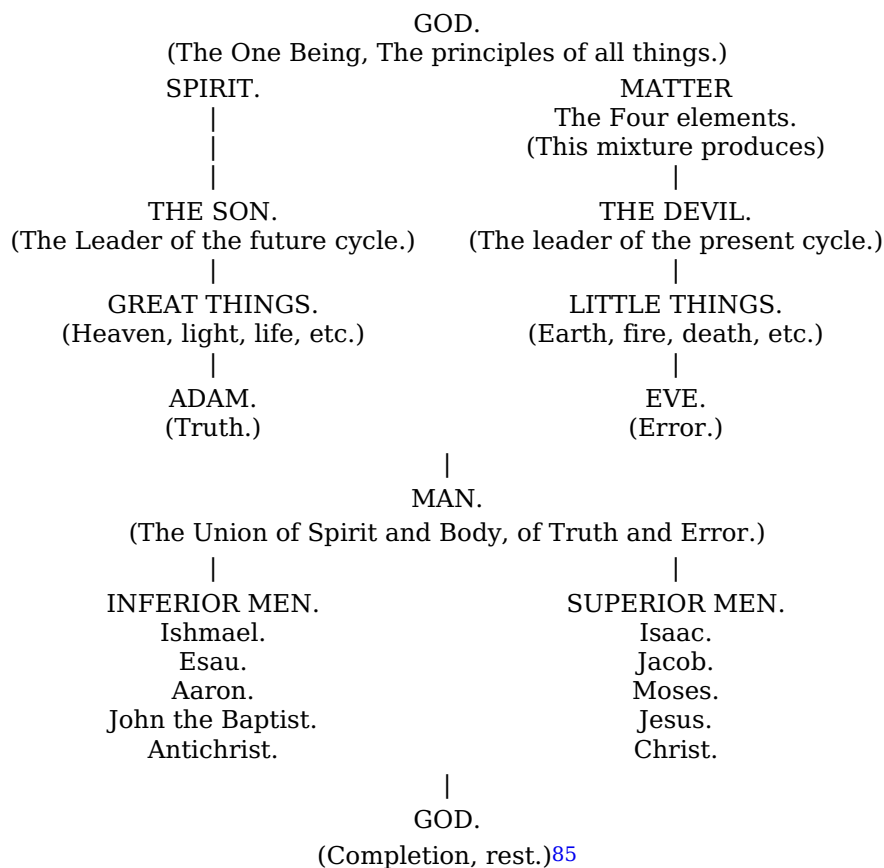 GOD.
(The One Being, The principles of all things.)
SPIRIT. MATTER
| The Four elements.
| (This mixture produces)
| |
THE SON. THE DEVIL.
(The Leader of the future cycle.) (The leader of the present cycle.)
| |
GREAT THINGS. LITTLE THINGS.
(Heaven, light, life, etc.) (Earth, fire, death, etc.)
| |
ADAM. EVE.
(Truth.) (Error.)
|
MAN.
(The Union of Spirit and Body, of Truth and Error.)
| |
INFERIOR MEN. SUPERIOR MEN.
Ishmael. Isaac.
Esau. Jacob.
Aaron. Moses.
John the Baptist. Jesus.
Antichrist. Christ.
|
GOD.
(Completion, rest.)85